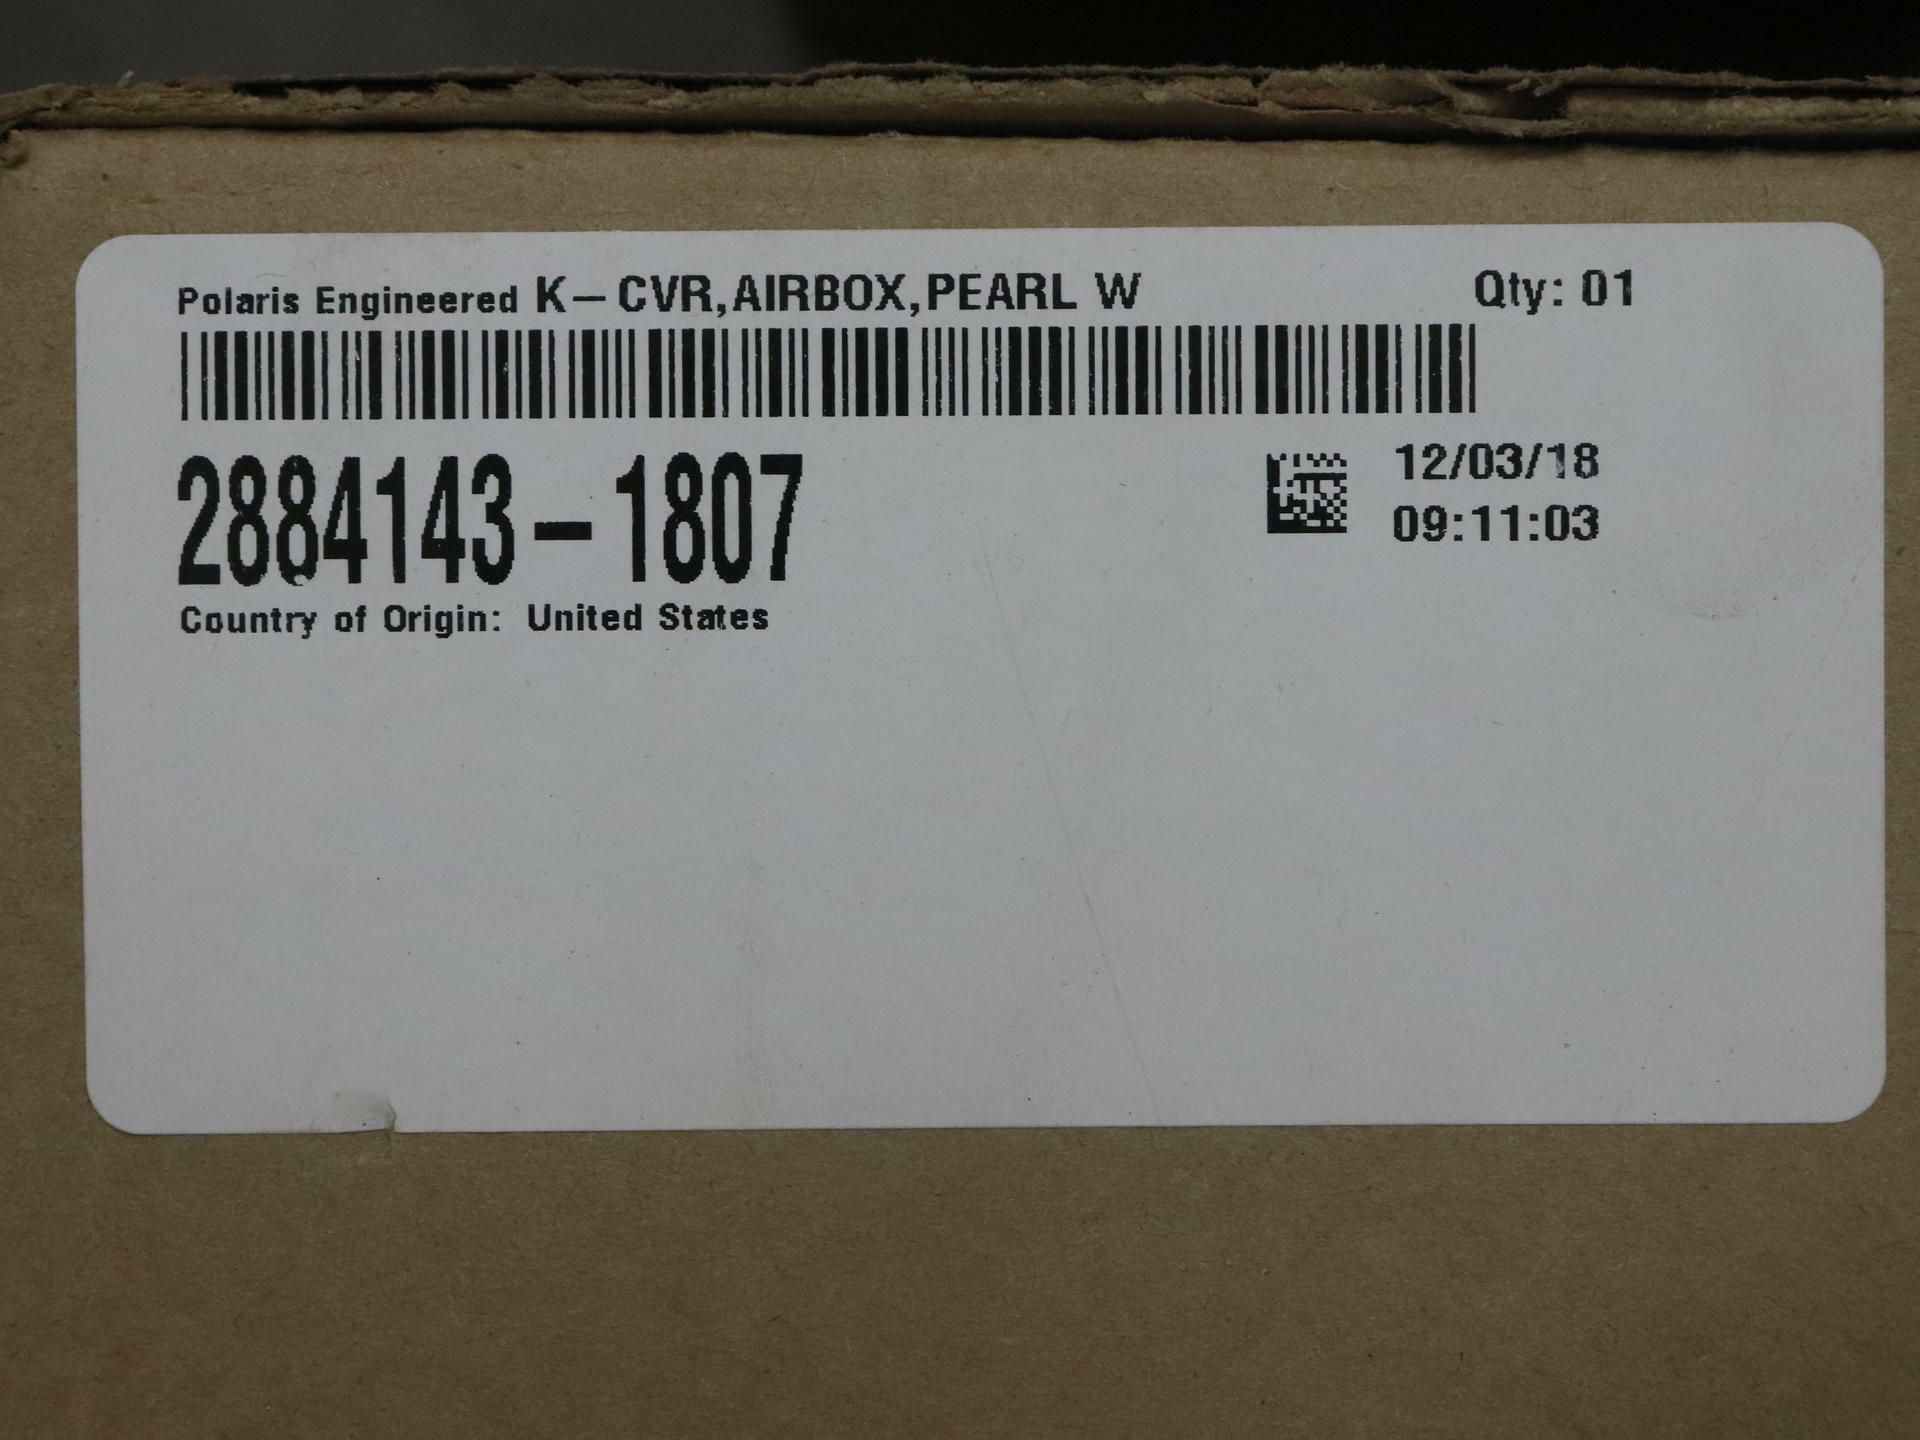 Polaris Engineered K-CVR,AIRBOX,PEARL W Qty: 01
2884143-1807
12/03/18
09:11:03
Country of Origin: United States